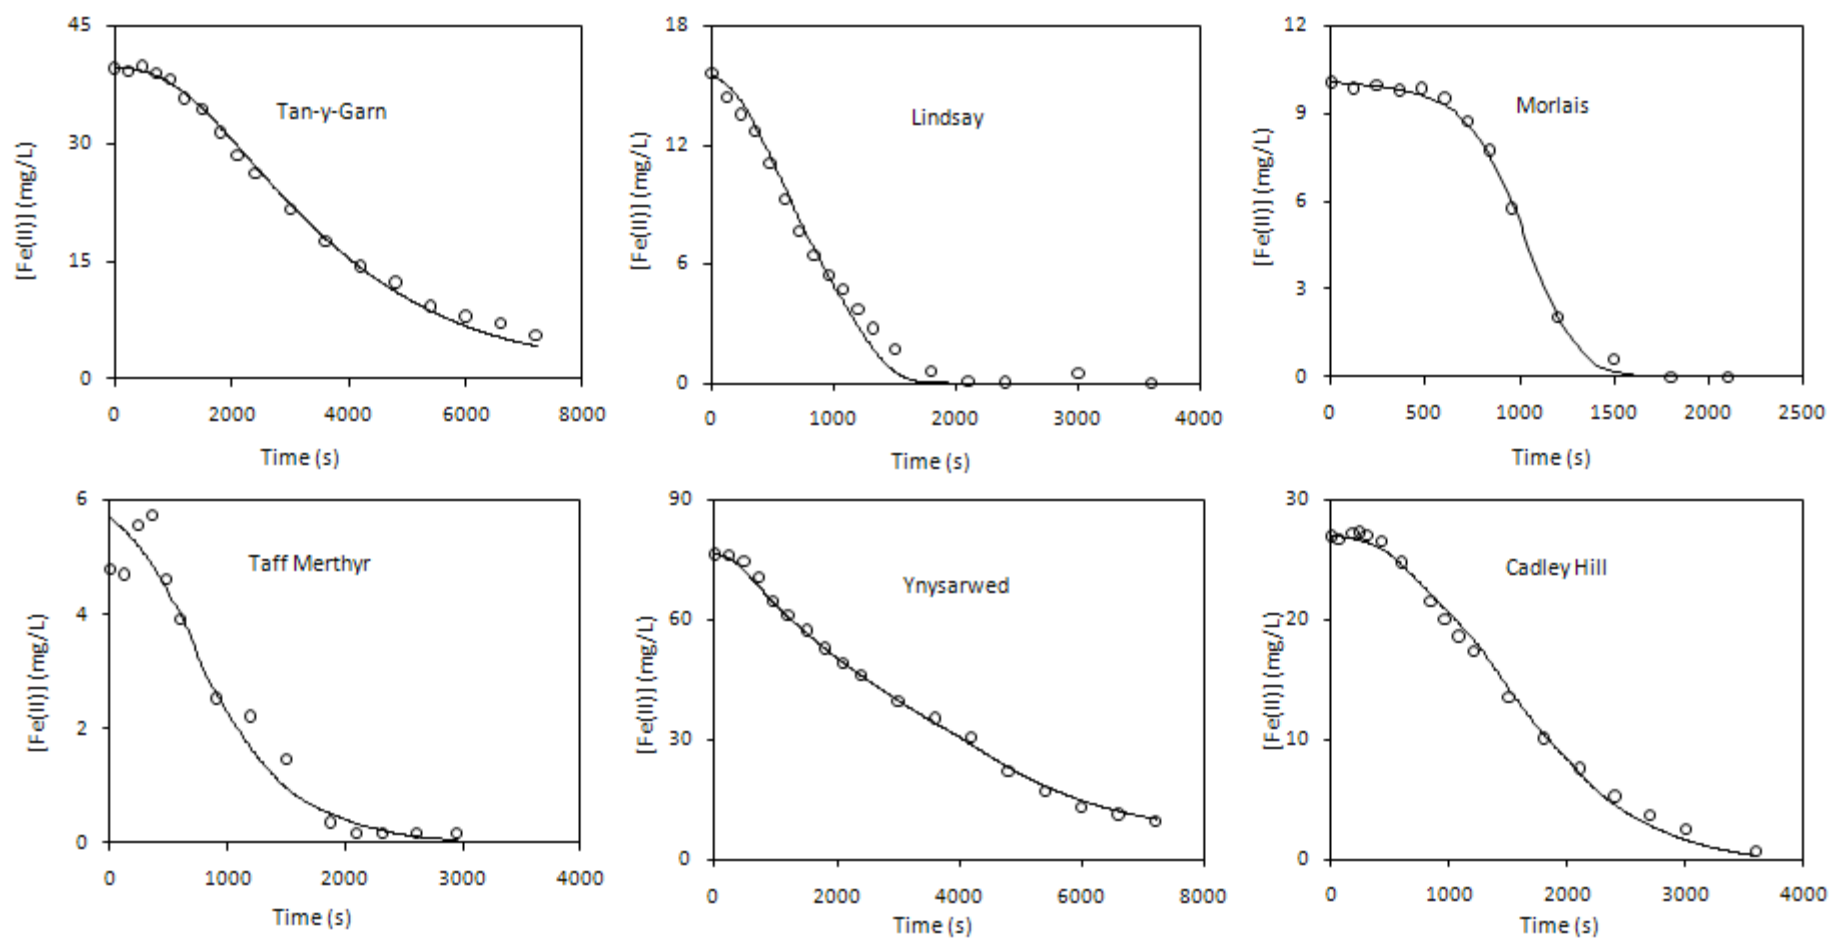 45
30
15
0
[Fe(II)] (mg/L)
Tan-y-Garn
0 2000 4000 6000 8000
Time (s)
18
12
6
0
[Fe(II)] (mg/L)
Lindsay
0 1000 2000 3000 4000
Time (s)
12
9
6
3
0
[Fe(II)] (mg/L)
Morlais
0 500 1000 1500 2000 2500
Time (s)
6
4
2
0
[Fe(II)] (mg/L)
Taff Merthyr
0 1000 2000 3000 4000
Time (s)
90
60
30
0
[Fe(II)] (mg/L)
Ynysarwed
0 2000 4000 6000 8000
Time (s)
30
20
10
0
[Fe(II)] (mg/L)
Cadley Hill
0 1000 2000 3000 4000
Time (s)